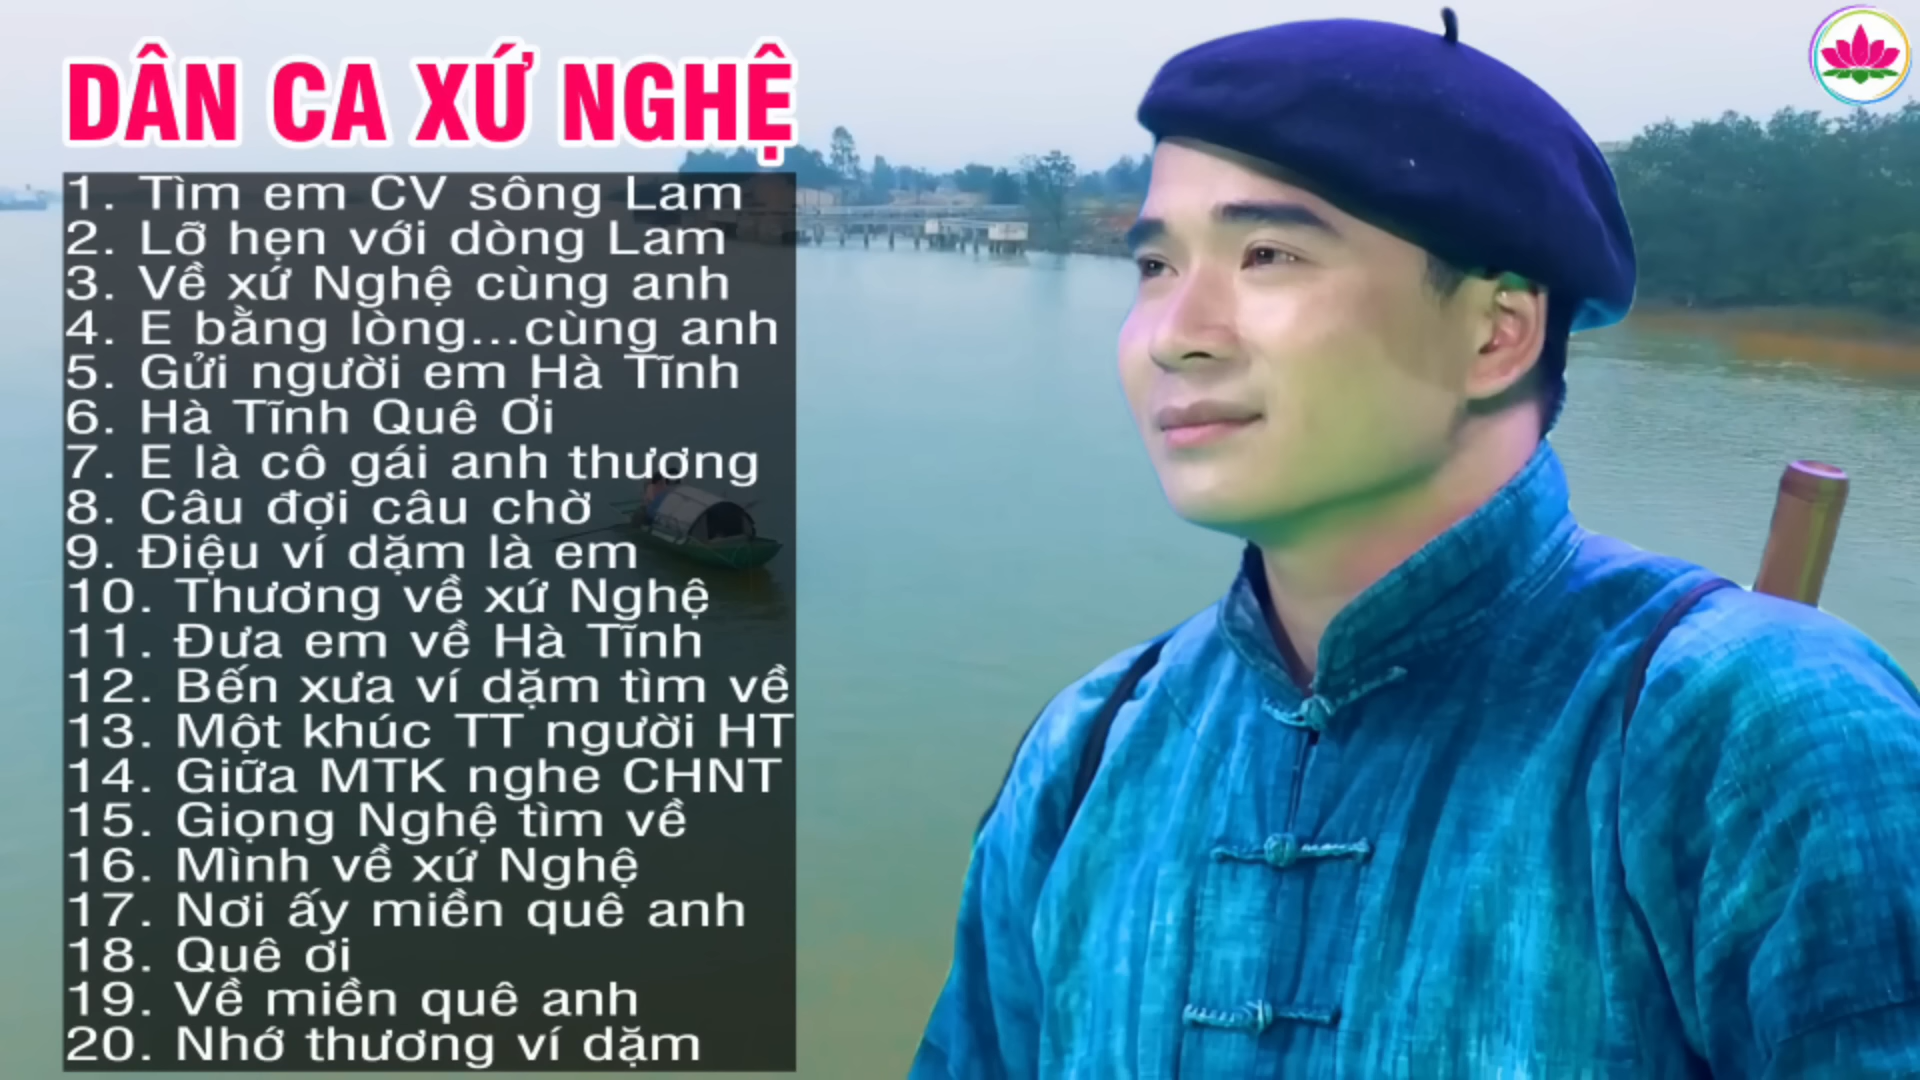 DÂN CA XỨ NGHỆ
1. Tìm em CV sông Lam
2. Lỡ hẹn với dòng Lam
3. Về xứ Nghệ cùng anh
4. E bằng lòng...cùng anh
5. Gửi người em Hà Tĩnh
6. Hà Tĩnh Quê Ơi
7. E là cô gái anh thương
8. Câu đợi câu chờ
9. Điệu ví dặm là em
10. Thương về xứ Nghệ
11. Đưa em về Hà Tĩnh
12. Bến xưa ví dặm tìm về
13. Một khúc TT người HT
14. Giữa MTK nghe CHNT
15. Giọng Nghệ tìm về
16. Mình về xứ Nghệ
17. Nơi ấy miền quê anh
18. Quê ơi
19. Về miền quê anh
20. Nhớ thương ví dặm